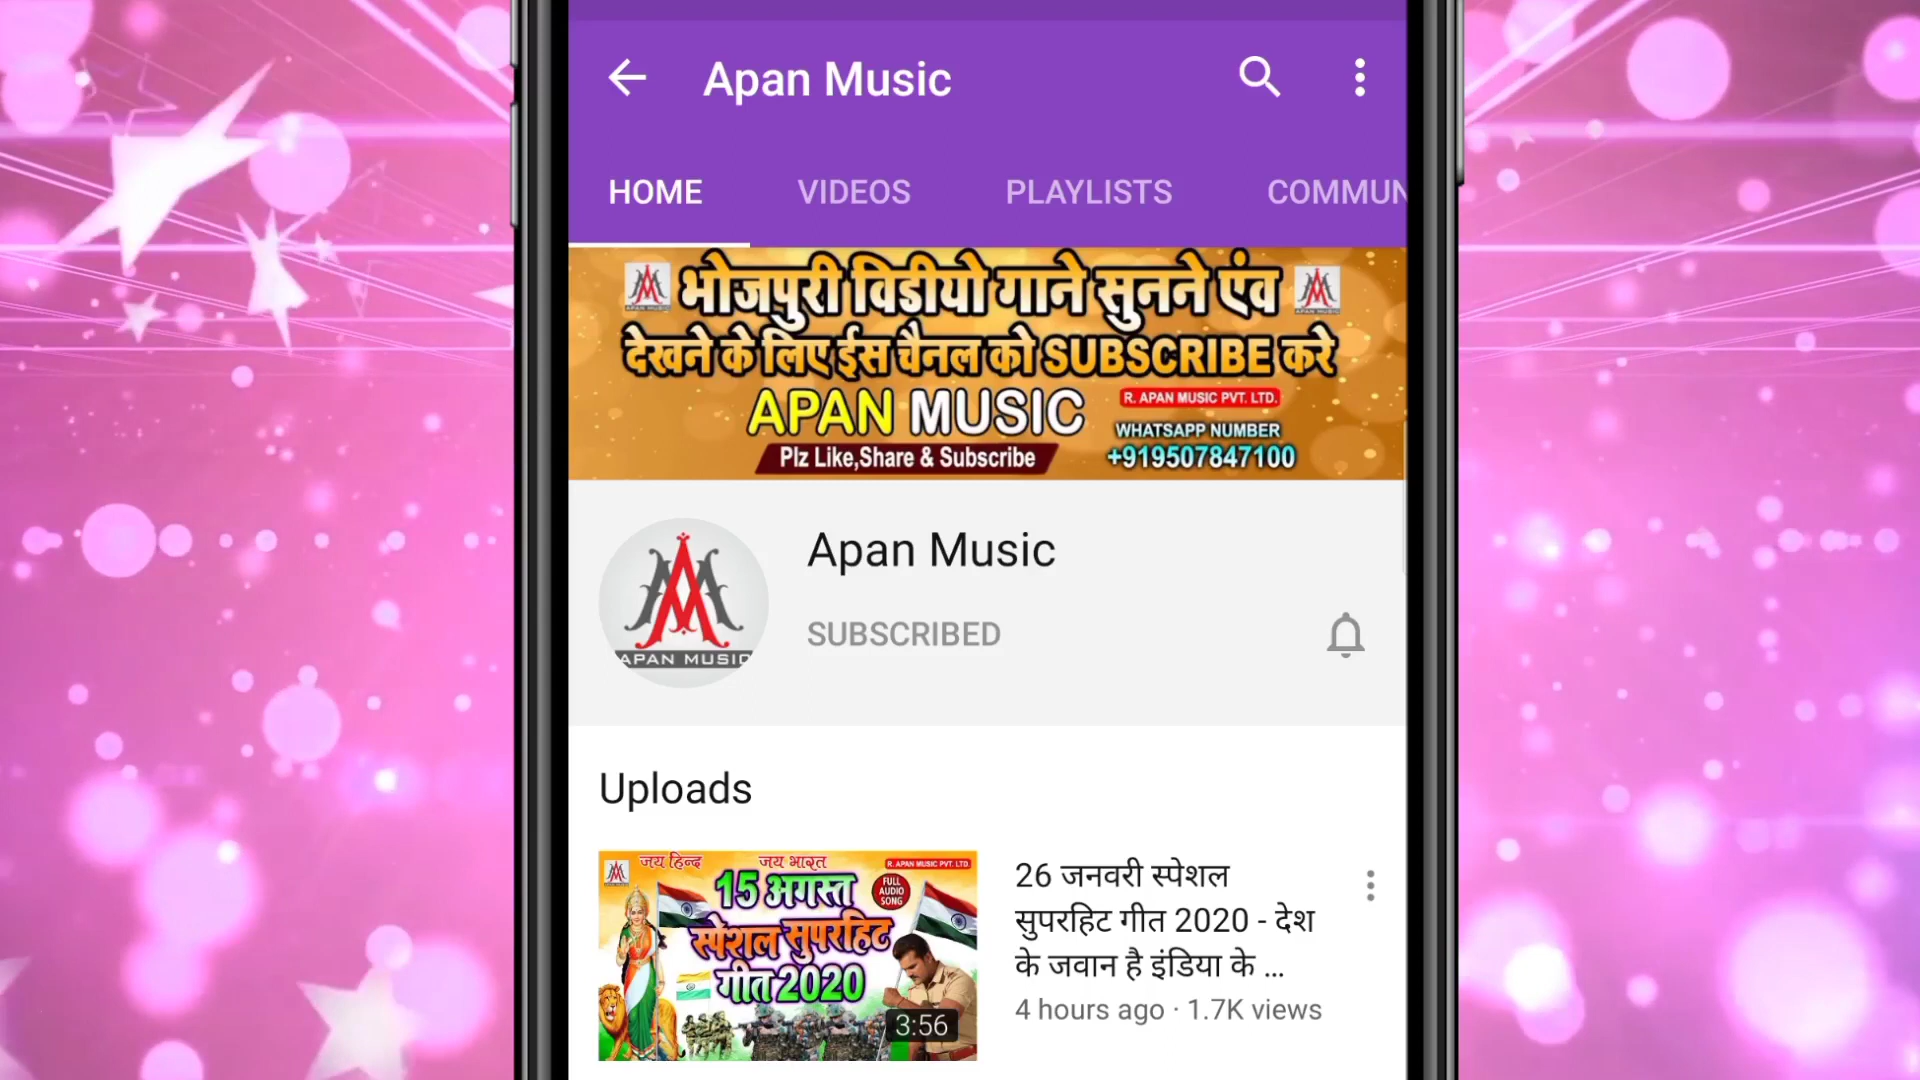 Apan Music
HOME VIDEOS PLAYLISTS COMMUN
भोजपुरी विडीयो गाने सुनने एंव
देखने के लिए ईस चैनल को SUBSCRIBE करे
APAN MUSIC
R. APAN MUSIC PVT. LTD.
WHATSAPP NUMBER
Plz Like,Share & Subscribe
+919507847100
Apan Music
SUBSCRIBED
APAN MUSIC
Uploads
जय हिन्द जय भारत R. APAN MUSIC PVT. LTD
15 अगस्त
FULL
AUDIO
SONG
स्पेशल सुपरहिट
गीत 2020
3:56
26 जनवरी स्पेशल
सुपरहिट गीत 2020 - देश
के जवान है इंडिया के ...
4 hours ago · 1.7K views